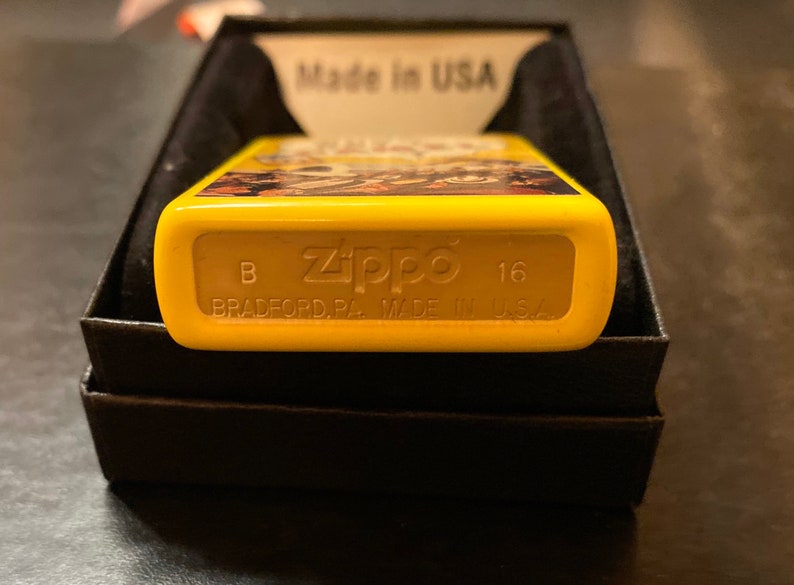 Made in USA
B zippo 16
BRADFORD, PA. MADE IN U.S.A.